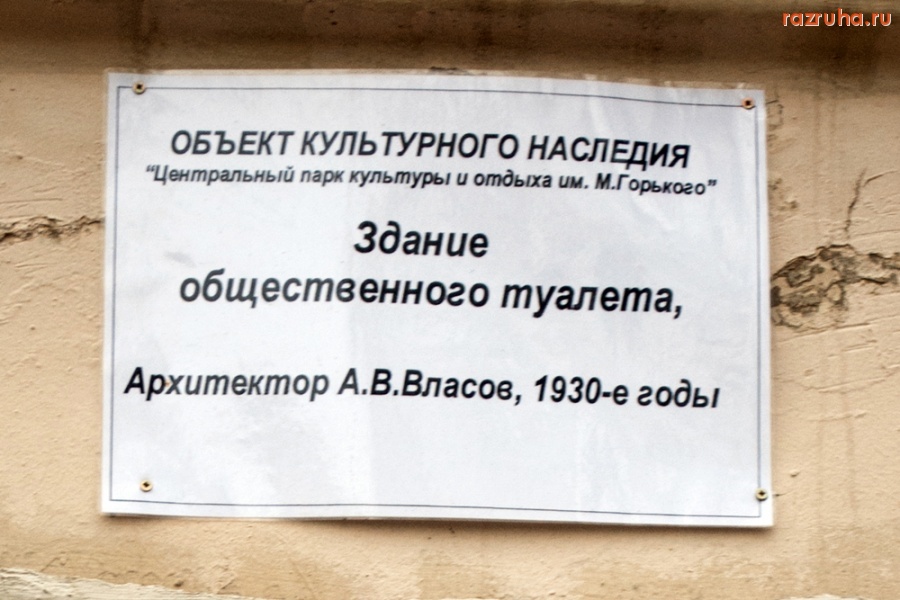 razruha.ru
ОБЪЕКТ КУЛЬТУРНОГО НАСЛЕДИЯ
"Центральный парк культуры и отдыха им. М.Горького"
Здание
общественного туалета,
Архитектор А.В.Власов, 1930-е годы